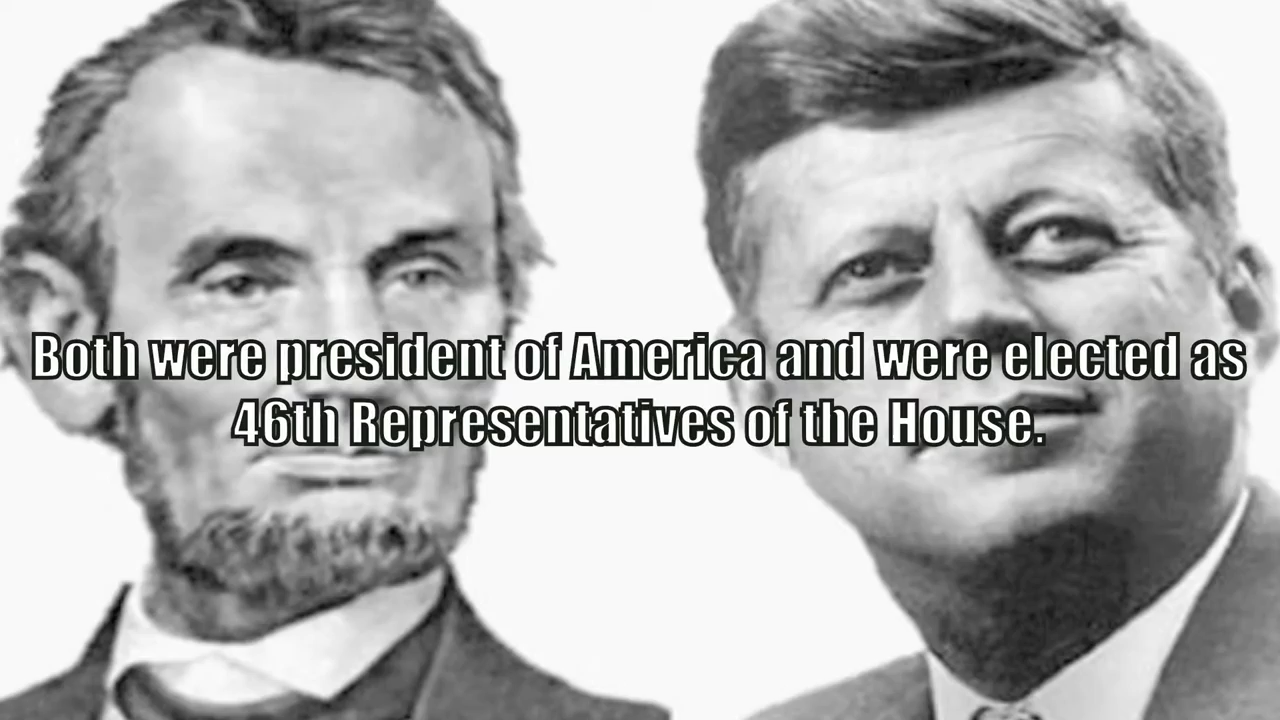 Both were president of America and were elected as
46th Representatives of the House.